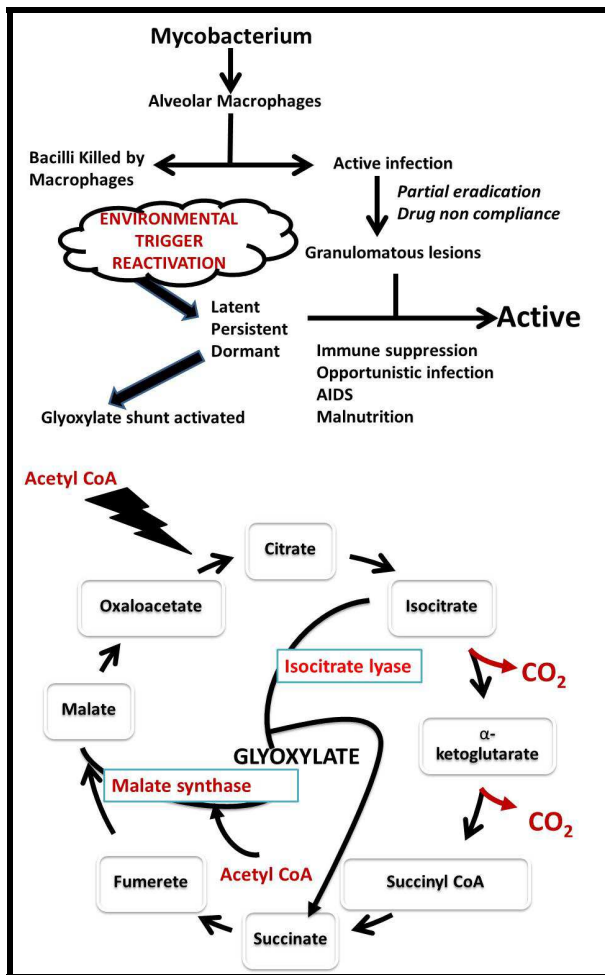 Mycobacterium
Alveolar Macrophages
Bacilli Killed by
Macrophages
Active infection
Partial eradication
Drug non compliance
ENVIRONMENTAL
TRIGGER
REACTIVATION
Granulomatous lesions
Latent
Persistent
Dormant
Active
Immune suppression
Opportunistic infection
AIDS
Malnutrition
Glyoxylate shunt activated
Acetyl CoA
Citrate
Oxaloacetate
Isocitrate
Isocitrate lyase
CO2
Malate
GLYOXYLATE
α-
ketoglutarate
Malate synthase
CO2
Fumerete
Acetyl CoA
Succinyl CoA
Succinate